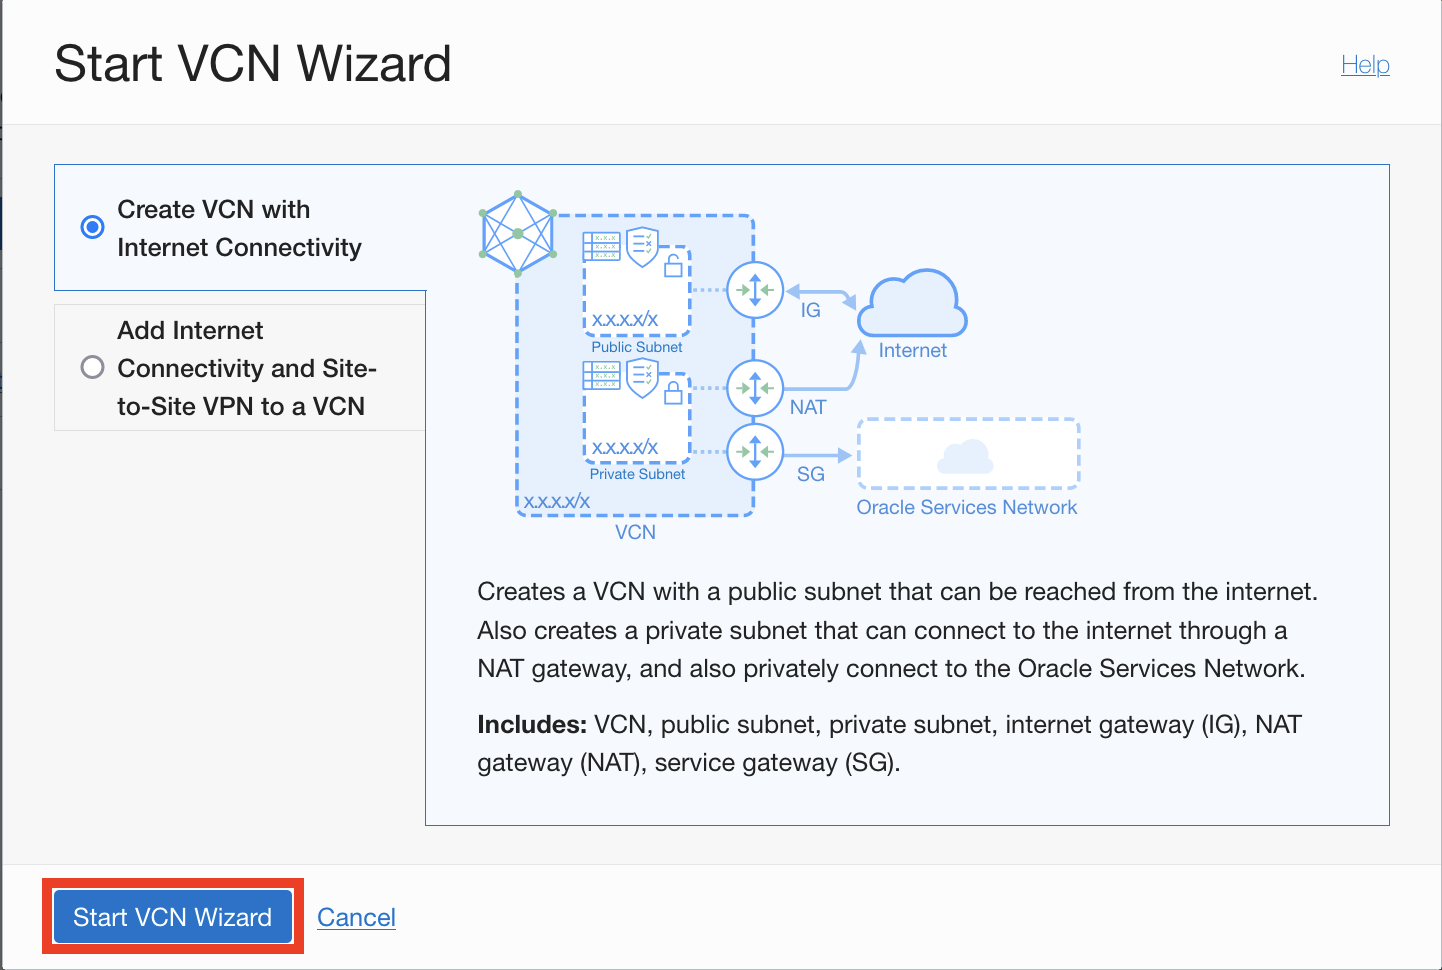 Start VCN Wizard
Help
Create VCN with
Internet Connectivity
Add Internet
Connectivity and Site-
to-Site VPN to a VCN
x.x.x.x/x
Public Subnet
x.x.x.x/x
Private Subnet
x.x.x.x/x
VCN
IG
Internet
NAT
SG
Oracle Services Network
Creates a VCN with a public subnet that can be reached from the internet.
Also creates a private subnet that can connect to the internet through a
NAT gateway, and also privately connect to the Oracle Services Network.
Includes: VCN, public subnet, private subnet, internet gateway (IG), NAT
gateway (NAT), service gateway (SG).
Start VCN Wizard
Cancel